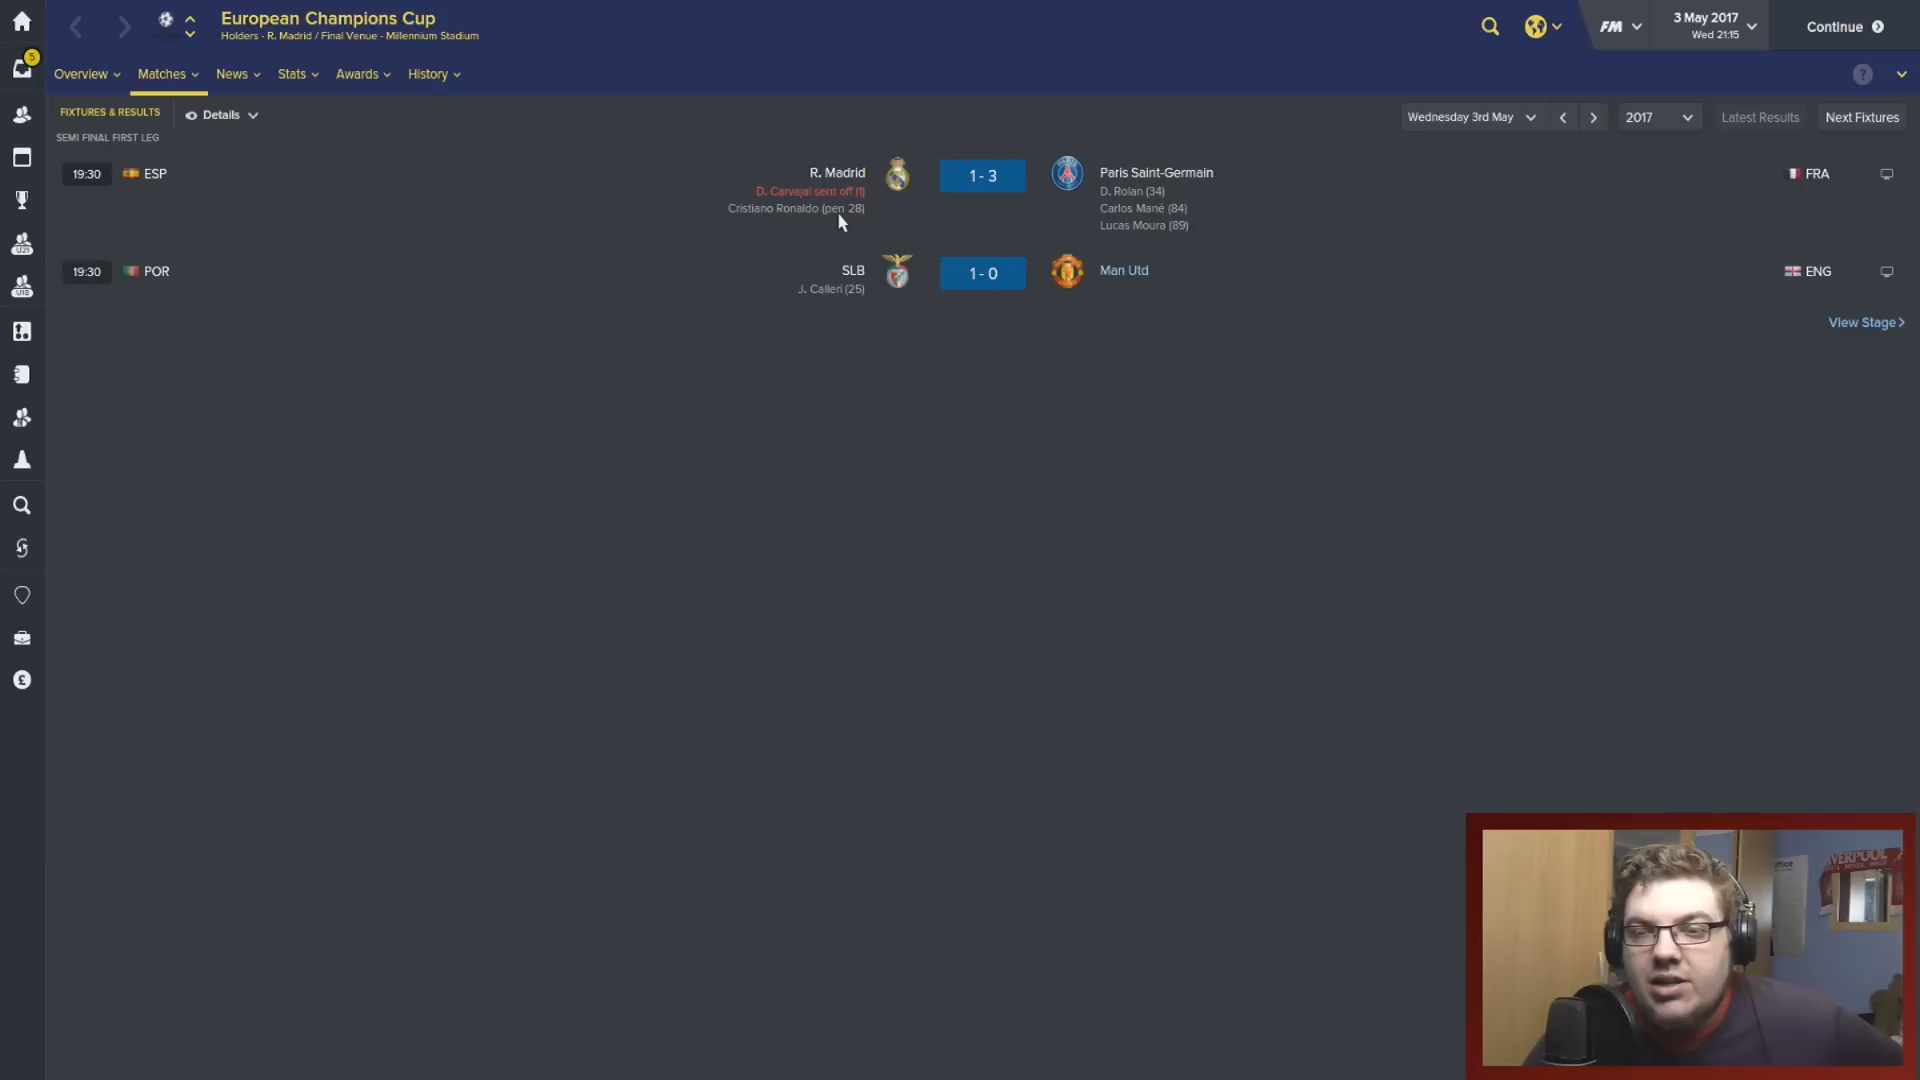 European Champions Cup
Holders - R. Madrid / Final Venue - Millennium Stadium
FM
3 May 2017
Wed 21:15
Continue
5
Overview
Matches
News
Stats
Awards
History
?
FIXTURES & RESULTS
Details
Wednesday 3rd May
2017
Latest Results
Next Fixtures
SEMI FINAL FIRST LEG
19:30
ESP
R. Madrid
1 - 3
Paris Saint-Germain
FRA
D. Carvajal sent off (1)
D. Rolan (34)
Cristiano Ronaldo (pen 28)
Carlos Mané (84)
Lucas Moura (89)
19:30
POR
SLB
1 - 0
Man Utd
ENG
J. Calleri (25)
View Stage
U21
U18
£